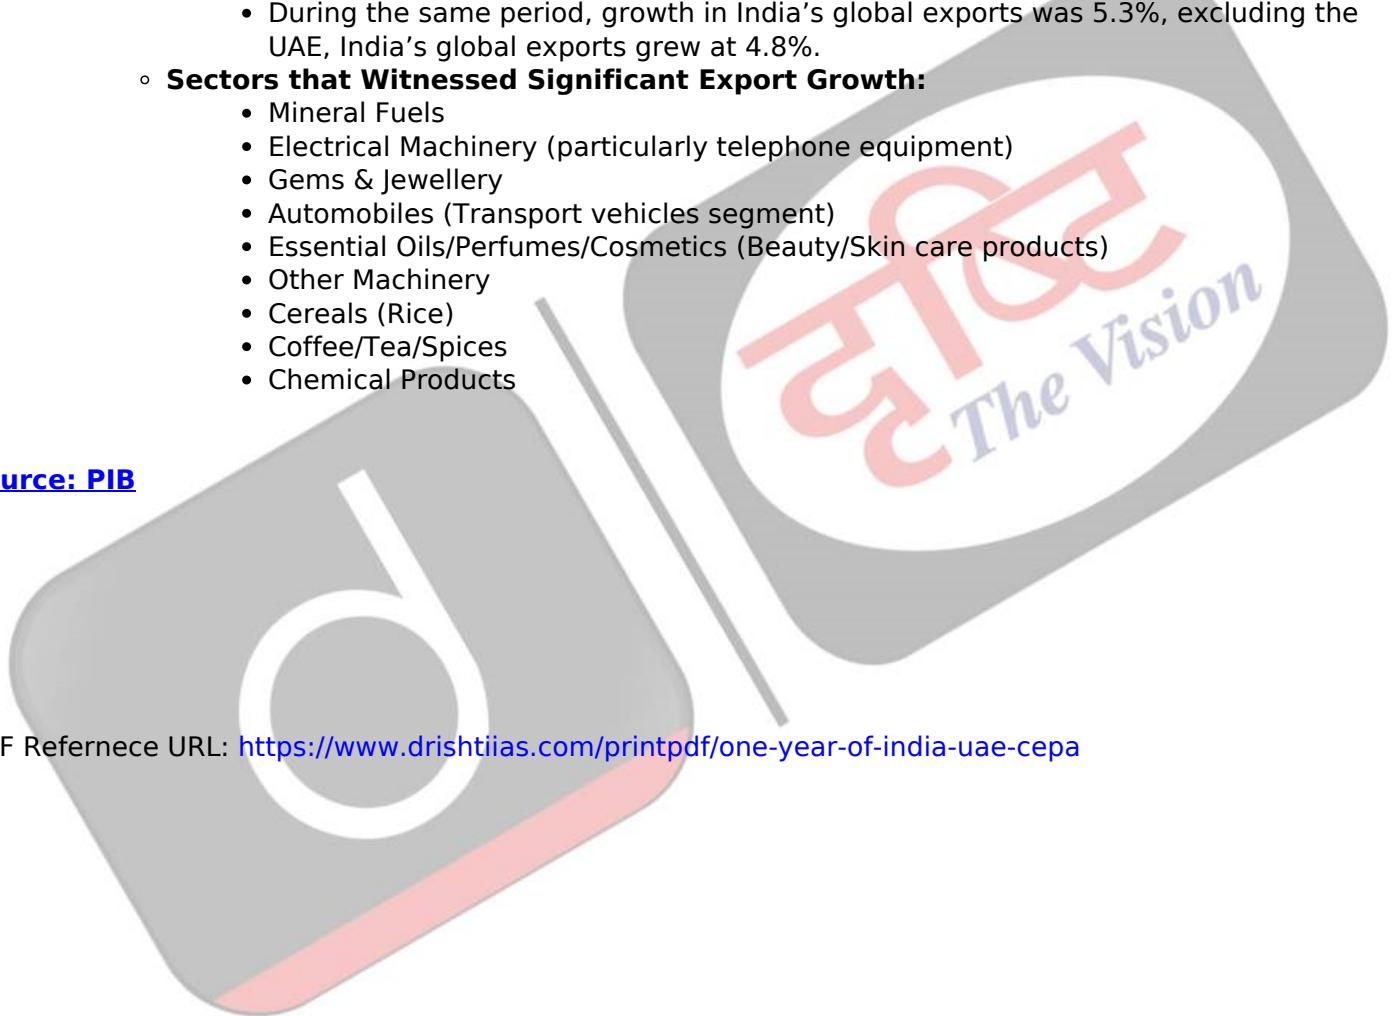 • During the same period, growth in India’s global exports was 5.3%, excluding the
UAE, India’s global exports grew at 4.8%.
◦ Sectors that Witnessed Significant Export Growth:
• Mineral Fuels
• Electrical Machinery (particularly telephone equipment)
• Gems & Jewellery
• Automobiles (Transport vehicles segment)
• Essential Oils/Perfumes/Cosmetics (Beauty/Skin care products)
• Other Machinery
• Cereals (Rice)
• Coffee/Tea/Spices
• Chemical Products
दृष्टि
The Vision
urce: PIB
d
F Refernece URL: https://www.drishtiias.com/printpdf/one-year-of-india-uae-cepa